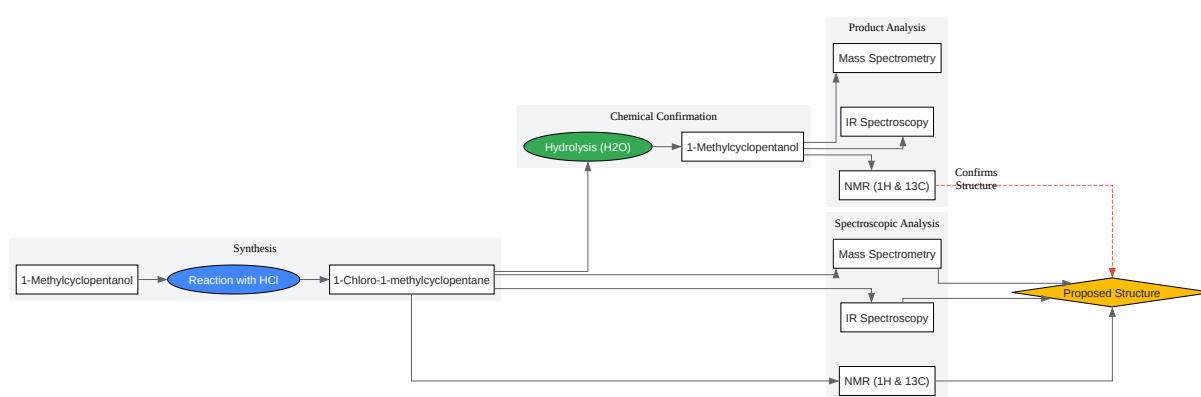 Product Analysis
Mass Spectrometry
IR Spectroscopy
NMR (1H & 13C)
Chemical Confirmation
Hydrolysis (H2O)
1-Methylcyclopentanol
Confirms
Structure
Synthesis
1-Methylcyclopentanol
Reaction with HCl
1-Chloro-1-methylcyclopentane
Spectroscopic Analysis
Mass Spectrometry
IR Spectroscopy
NMR (1H & 13C)
Proposed Structure